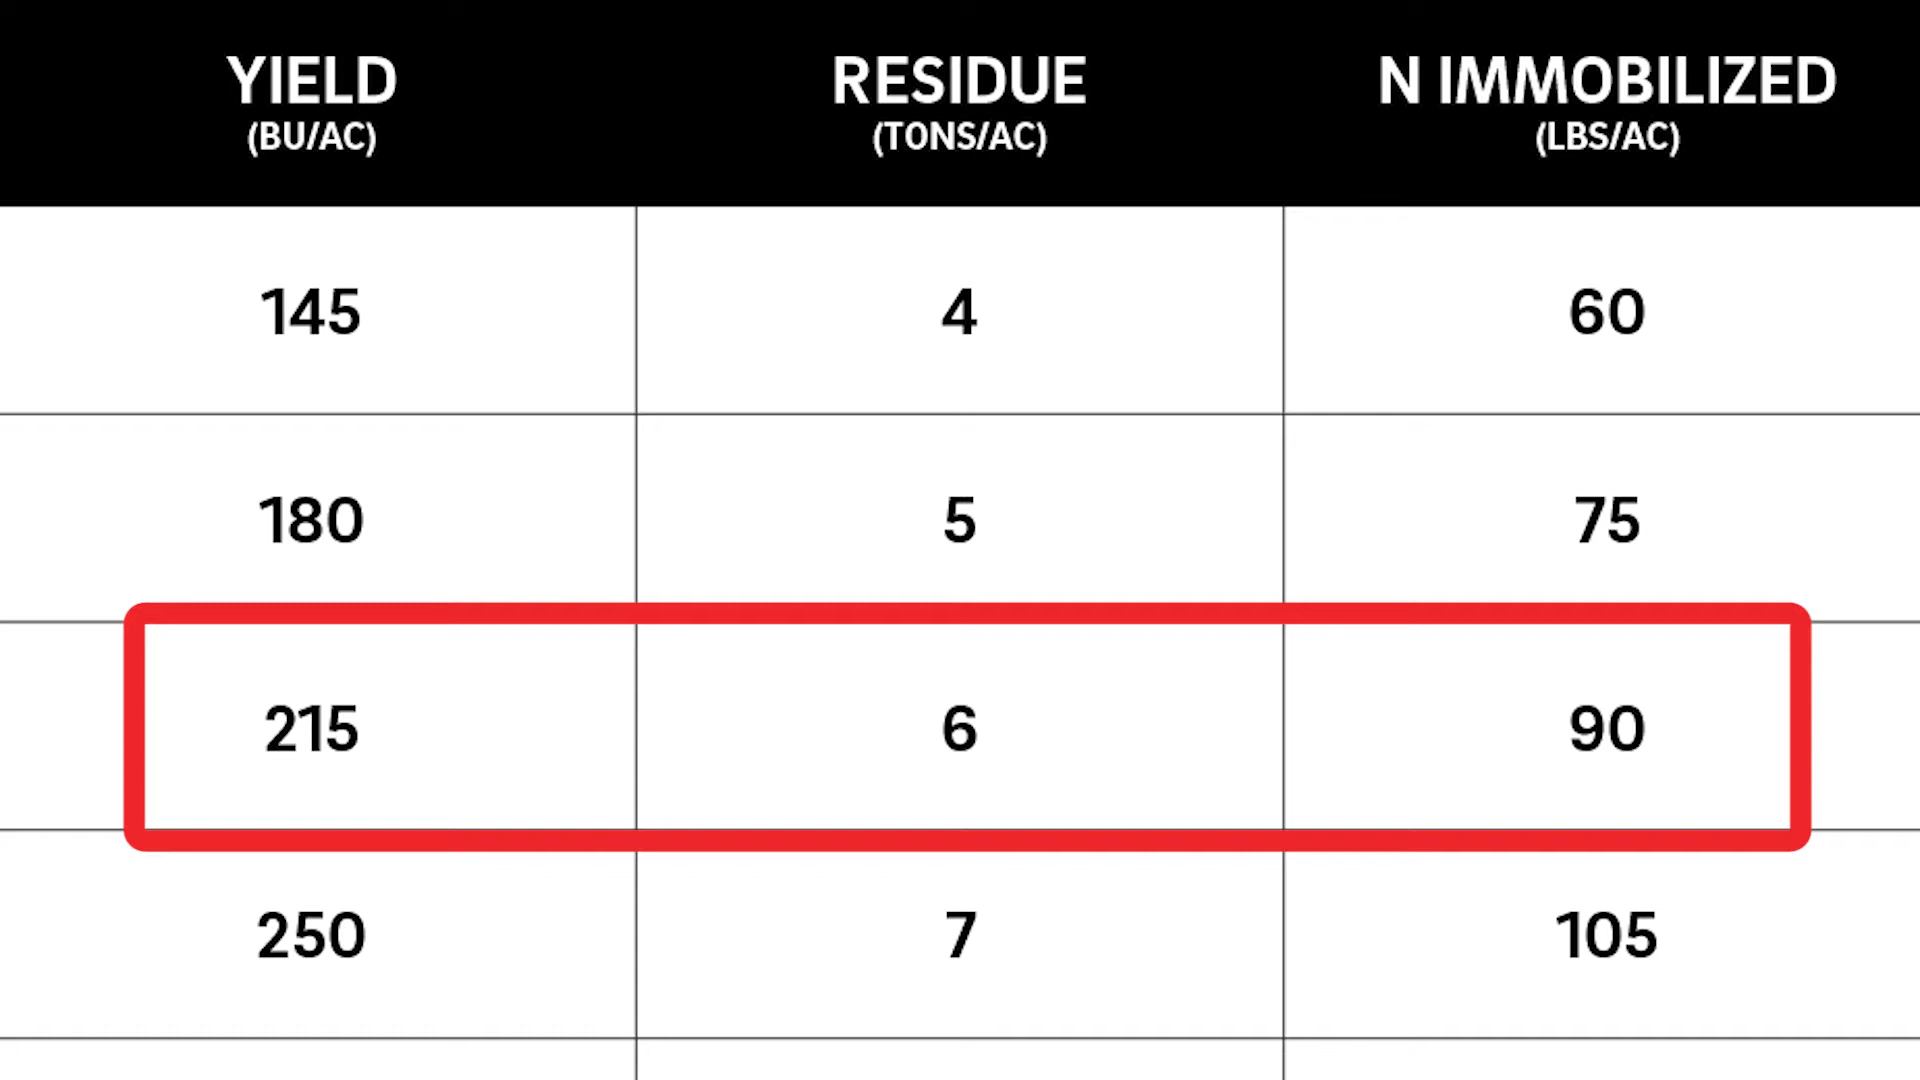 YIELD RESIDUE N IMMOBILIZED
(BU/AC) (TONS/AC) (LBS/AC)
145 4 60
180 5 75
215 6 90
250 7 105